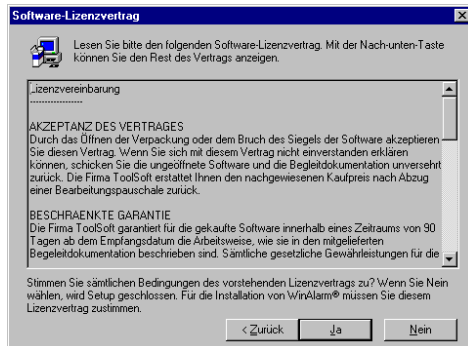 Software-Lizenzvertrag
Lesen Sie bitte den folgenden Software-Lizenzvertrag. Mit der Nach-unten-Taste
können Sie den Rest des Vertrags anzeigen.
Lizenzvereinbarung
-----------------
AKZEPTANZ DES VERTRAGES
Durch das Öffnen der Verpackung oder dem Bruch des Siegels der Software akzeptieren
Sie diesen Vertrag. Wenn Sie sich mit diesem Vertrag nicht einverstanden erklären
können, schicken Sie die ungeöffnete Software und die Begleitdokumentation unversehrt
zurück. Die Firma ToolSoft erstattet Ihnen den nachgewiesenen Kaufpreis nach Abzug
einer Bearbeitungspauschale zurück.
BESCHRAENKTE GARANTIE
Die Firma ToolSoft garantiert für die gekaufte Software innerhalb eines Zeitraums von 90
Tagen ab dem Empfangsdatum die Arbeitsweise, wie sie in den mitgelieferten
Begeleitdokumentation beschrieben sind. Sämtliche gesetzliche Gewährleistungen für die
Stimmen Sie sämtlichen Bedingungen des vorstehenden Lizenzvertrags zu? Wenn Sie Nein
wählen, wird Setup geschlossen. Für die Installation von WinAlarm® müssen Sie diesem
Lizenzvertrag zustimmen.
< Zurück Ja Nein